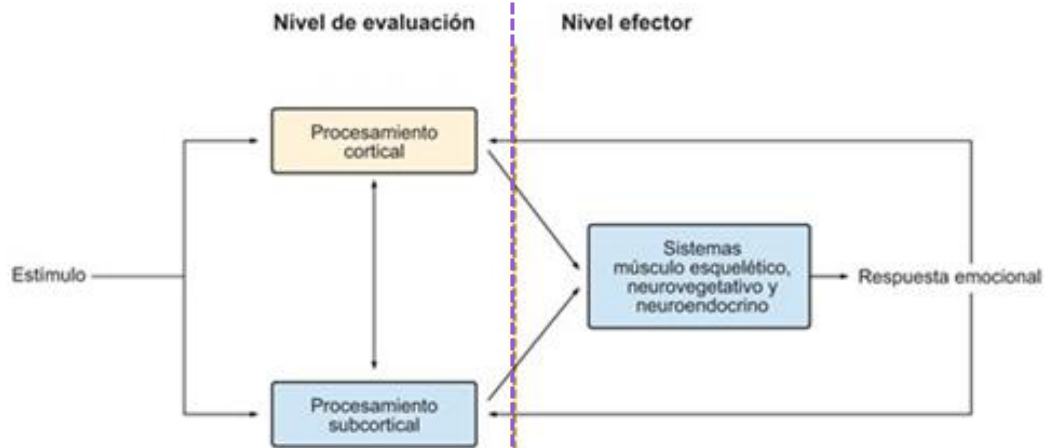 Nivel de evaluación
Nivel efector
Procesamiento
cortical
Sistemas
músculo esquelético,
neurovegetativo y
neuroendocrino
Estímulo
Respuesta emocional
Procesamiento
subcortical